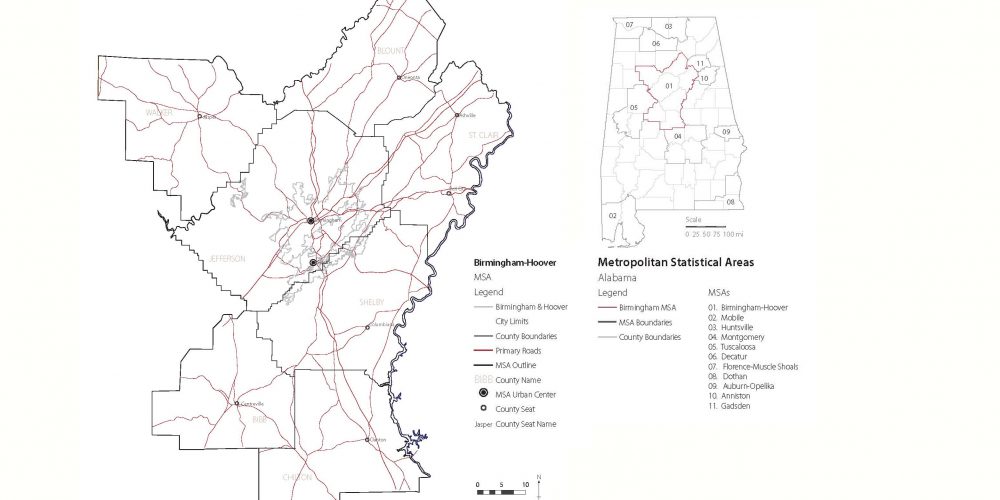 BLOUNT
Oneonta
WALKER
Jasper
Ashville
ST CLAIR
JEFFERSON
SHELBY
Columbiana
Centreville
BIBB
Clanton
CHILTON
Birmingham-Hoover
MSA
Legend
Birmingham & Hoover
City Limits
County Boundaries
Primary Roads
MSA Outline
BIBB County Name
MSA Urban Center
County Seat
Jasper County Seat Name
0 5 10
N
07
03
06
11
10
01
05
04
09
08
02
Scale
0 25 50 75 100 mi
Metropolitan Statistical Areas
Alabama
Legend
Birmingham MSA
MSA Boundaries
County Boundaries
MSAs
01. Birmingham-Hoover
02. Mobile
03. Huntsville
04. Montgomery
05. Tuscaloosa
06. Decatur
07. Florence-Muscle Shoals
08. Dothan
09. Auburn-Opelika
10. Anniston
11. Gadsden